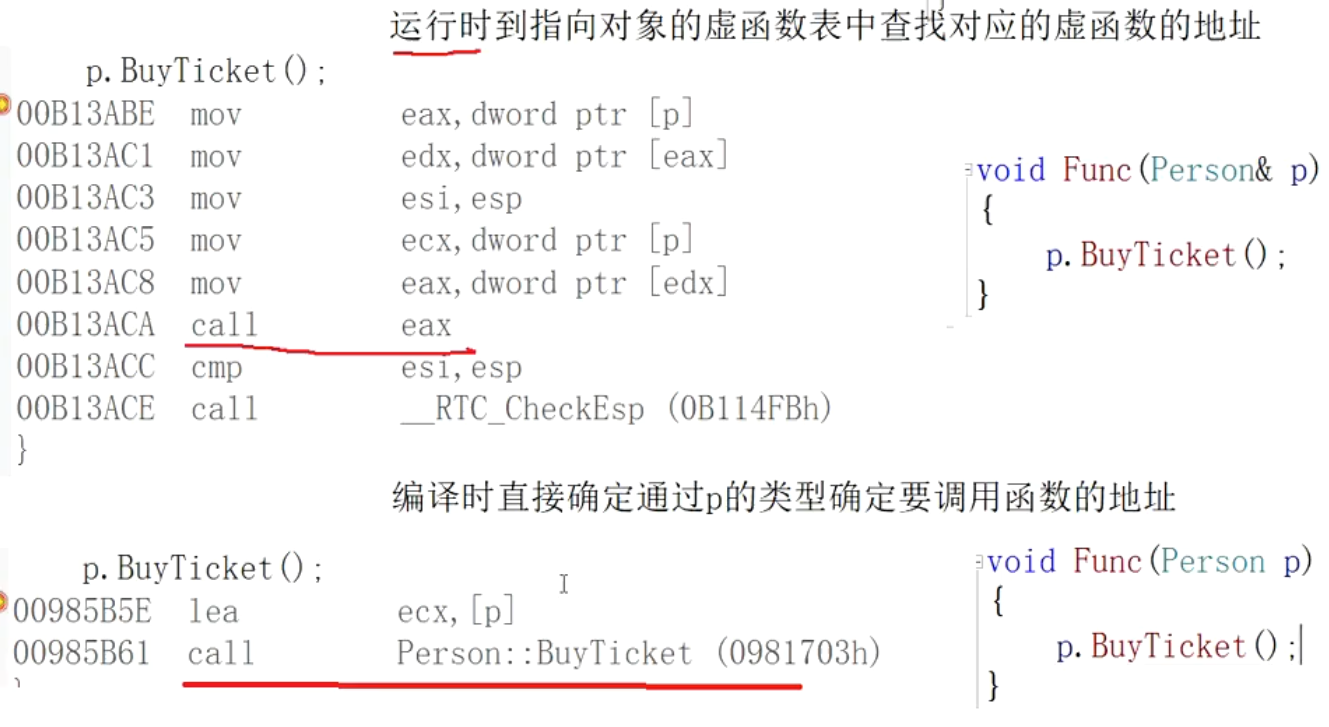 运行时到指向对象的虚函数表中查找对应的虚函数的地址
p.BuyTicket();
00B13ABE mov eax,dword ptr [p]
00B13AC1 mov edx,dword ptr [eax]
00B13AC3 mov esi,esp
00B13AC5 mov ecx,dword ptr [p]
00B13AC8 mov eax,dword ptr [edx]
00B13ACA call eax
00B13ACC cmp esi,esp
00B13ACE call __RTC_CheckEsp (0B114FBh)
}
void Func(Person& p)
{
p.BuyTicket();
}
编译时直接确定通过p的类型确定要调用函数的地址
p.BuyTicket();
00985B5E lea ecx,[p]
00985B61 call Person::BuyTicket (0981703h)
void Func(Person p)
{
p.BuyTicket();
}